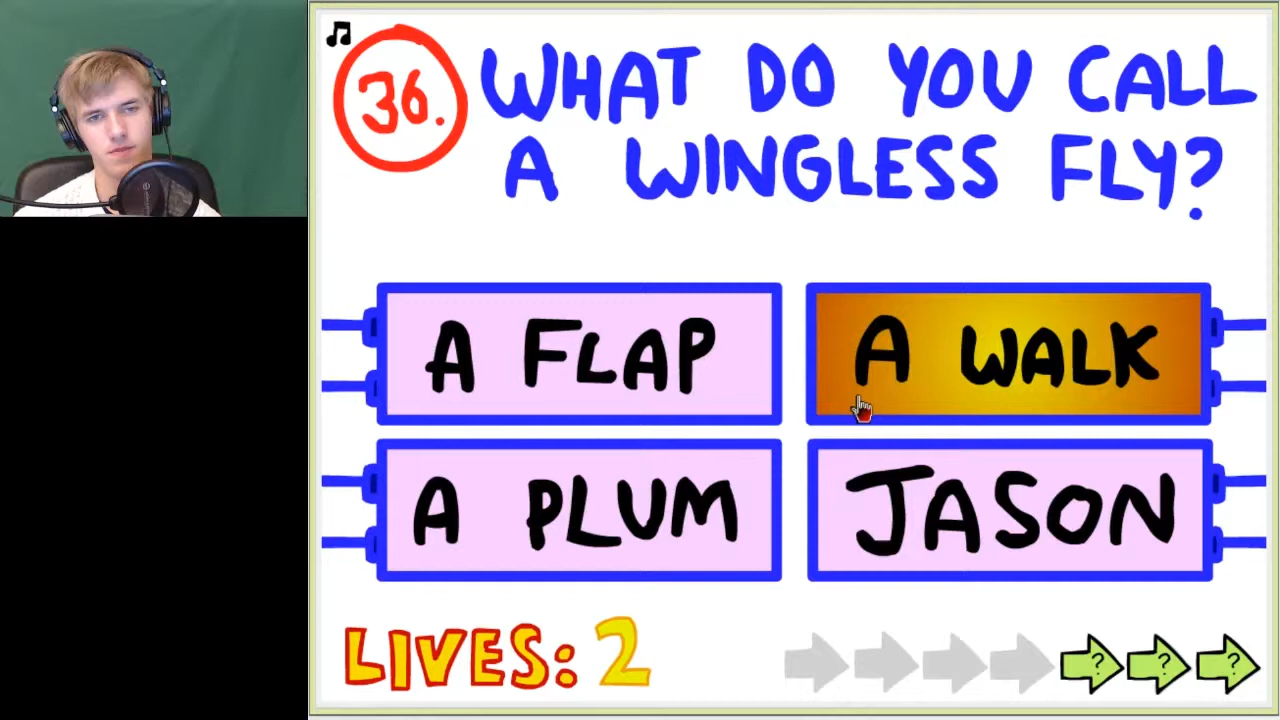 36.
WHAT DO YOU CALL
A WINGLESS FLY?
A FLAP
A WALK
A PLUM
JASON
LIVES: 2
? ? ?